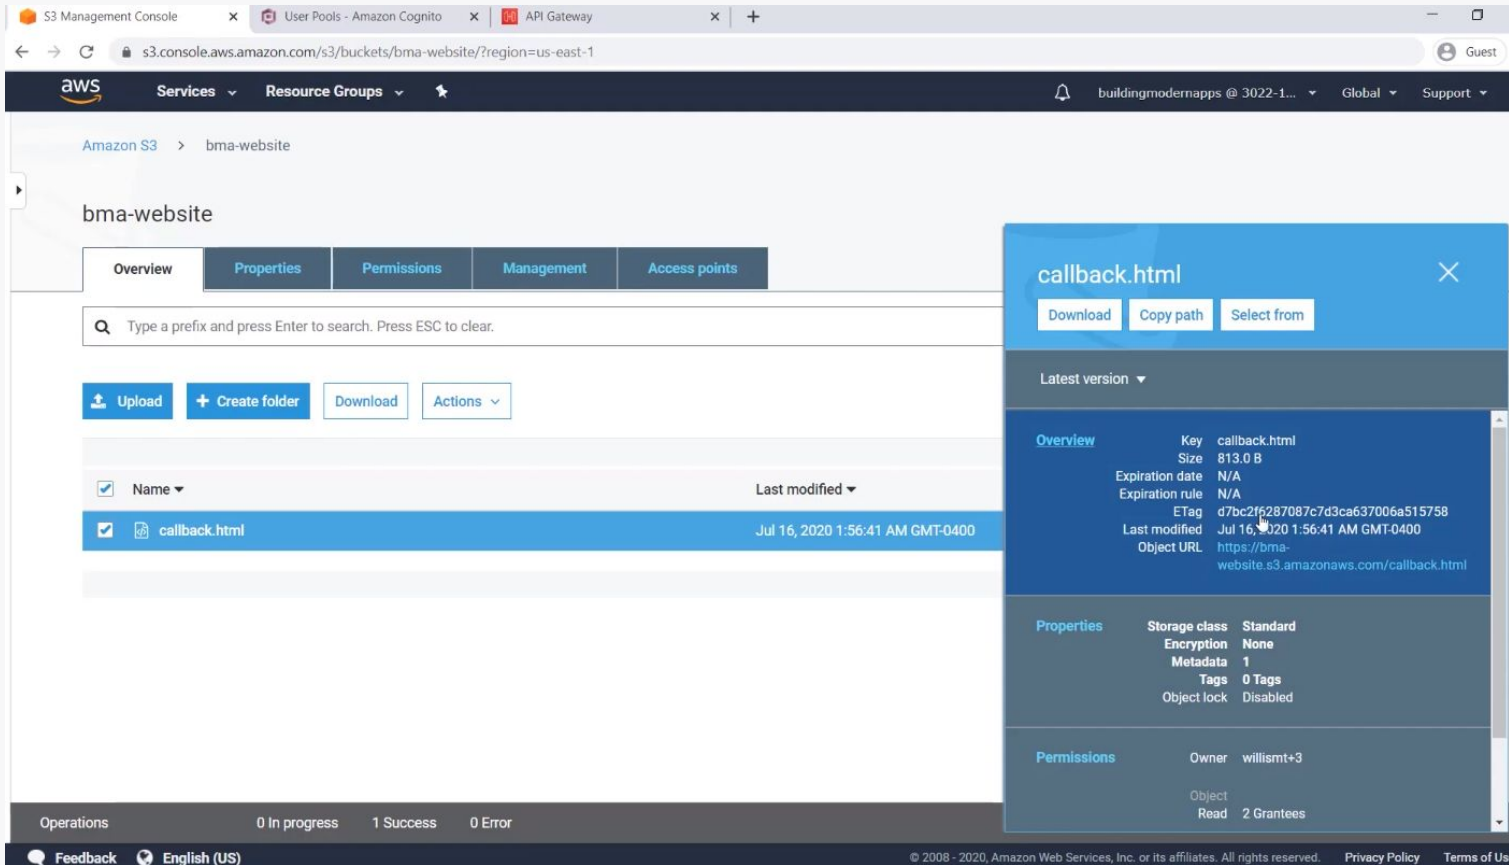 S3 Management Console
User Pools - Amazon Cognito
API Gateway
s3.console.aws.amazon.com/s3/buckets/bma-website/?region=us-east-1
Guest
aws
Services
Resource Groups
buildingmodernapps @ 3022-1...
Global
Support
Amazon S3 > bma-website
bma-website
Overview
Properties
Permissions
Management
Access points
Type a prefix and press Enter to search. Press ESC to clear.
Upload
+ Create folder
Download
Actions
Name
Last modified
callback.html
Jul 16, 2020 1:56:41 AM GMT-0400
callback.html
Download
Copy path
Select from
Latest version
Overview
Key callback.html
Size 813.0 B
Expiration date N/A
Expiration rule N/A
ETag d7bc2f6287087c7d3ca637006a515758
Last modified Jul 16, 2020 1:56:41 AM GMT-0400
Object URL https://bma-
website.s3.amazonaws.com/callback.html
Properties
Storage class Standard
Encryption None
Metadata 1
Tags 0 Tags
Object lock Disabled
Permissions
Owner willismt+3
Object
Read 2 Grantees
Operations
0 In progress
1 Success
0 Error
Feedback
English (US)
© 2008 - 2020, Amazon Web Services, Inc. or its affiliates. All rights reserved.
Privacy Policy
Terms of Us